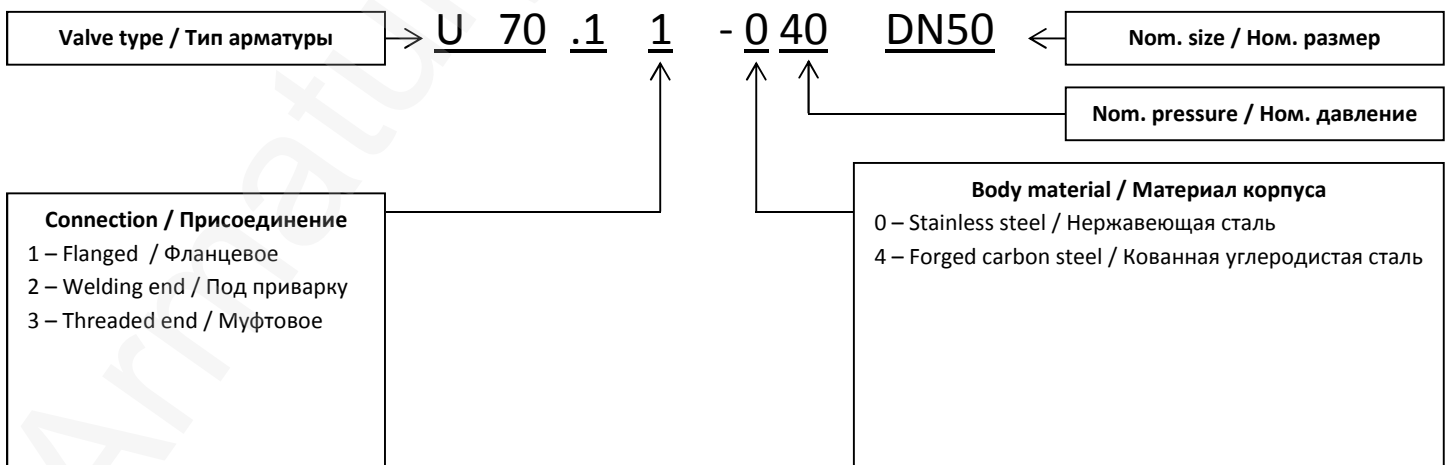 Valve type / Тип арматуры
U 70 .1 1 - 0 40 DN50
Nom. size / Ном. размер
Nom. pressure / Ном. давление
Connection / Присоединение
1 – Flanged / Фланцевое
2 – Welding end / Под приварку
3 – Threaded end / Муфтовое
Body material / Материал корпуса
0 – Stainless steel / Нержавеющая сталь
4 – Forged carbon steel / Кованная углеродистая сталь